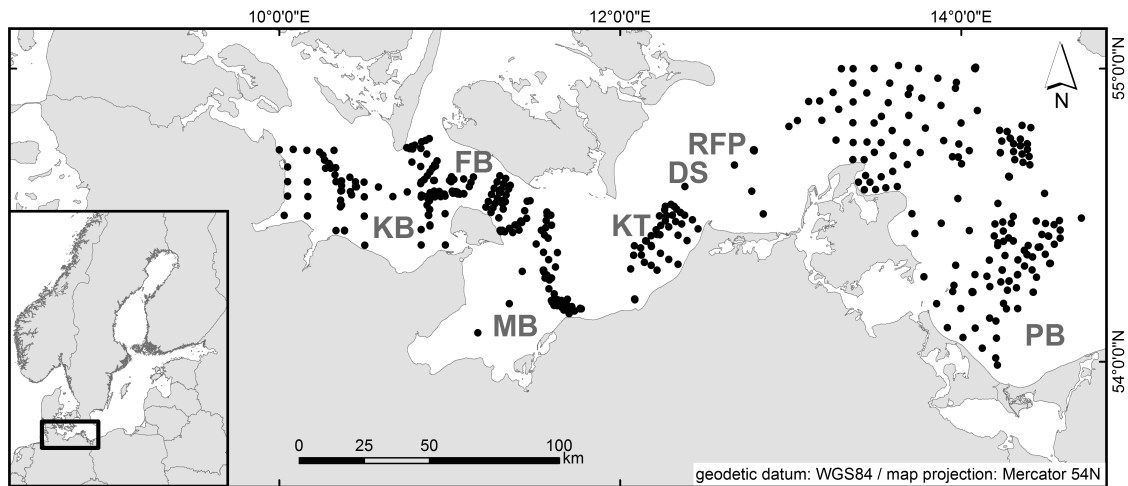 10°0'0"E 12°0'0"E 14°0'0"E
55°0'0"N
N
RFP
FB
DS
KB
KT
MB
PB
54°0'0"N
0 25 50 100
km
geodetic datum: WGS84 / map projection: Mercator 54N